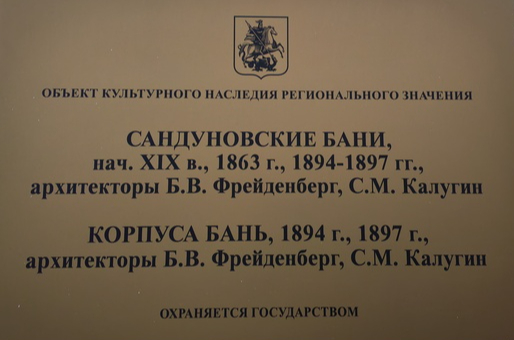 ОБЪЕКТ КУЛЬТУРНОГО НАСЛЕДИЯ РЕГИОНАЛЬНОГО ЗНАЧЕНИЯ
САНДУНОВСКИЕ БАНИ,
нач. XIX в., 1863 г., 1894-1897 гг.,
архитекторы Б.В. Фрейденберг, С.М. Калугин
КОРПУСА БАНЬ, 1894 г., 1897 г.,
архитекторы Б.В. Фрейденберг, С.М. Калугин
ОХРАНЯЕТСЯ ГОСУДАРСТВОМ